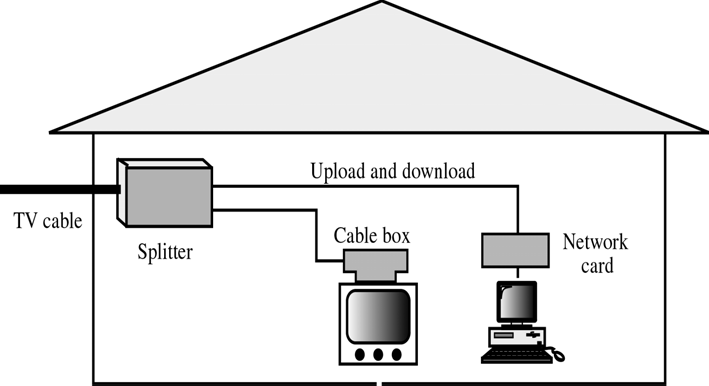 Upload and download
TV cable
Splitter
Cable box
Network
card